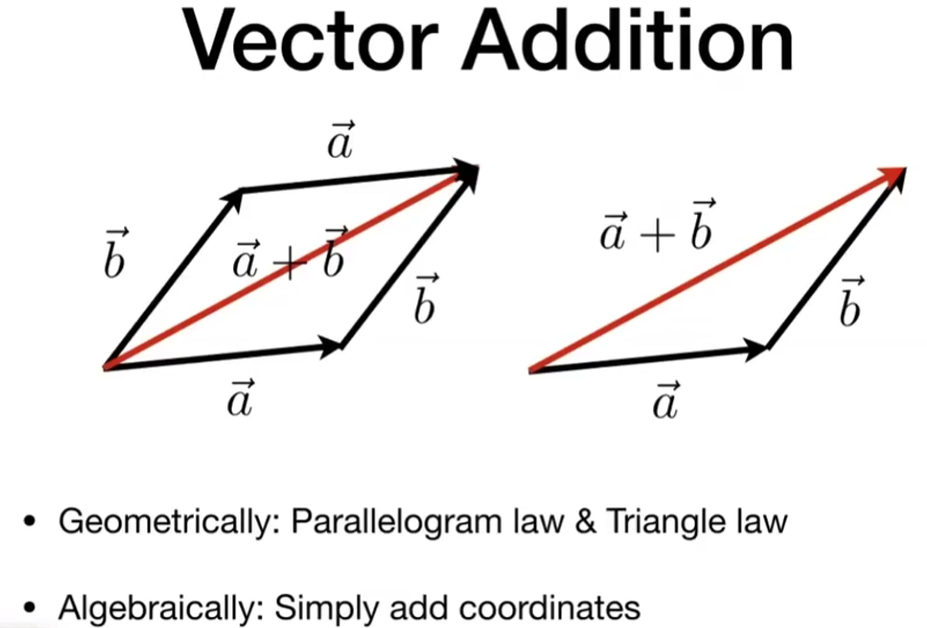 Vector Addition
$\vec{a}$
$\vec{b}$
$\vec{a} + \vec{b}$
$\vec{b}$
$\vec{a}$
$\vec{a} + \vec{b}$
$\vec{b}$
$\vec{a}$
• Geometrically: Parallelogram law & Triangle law
• Algebraically: Simply add coordinates